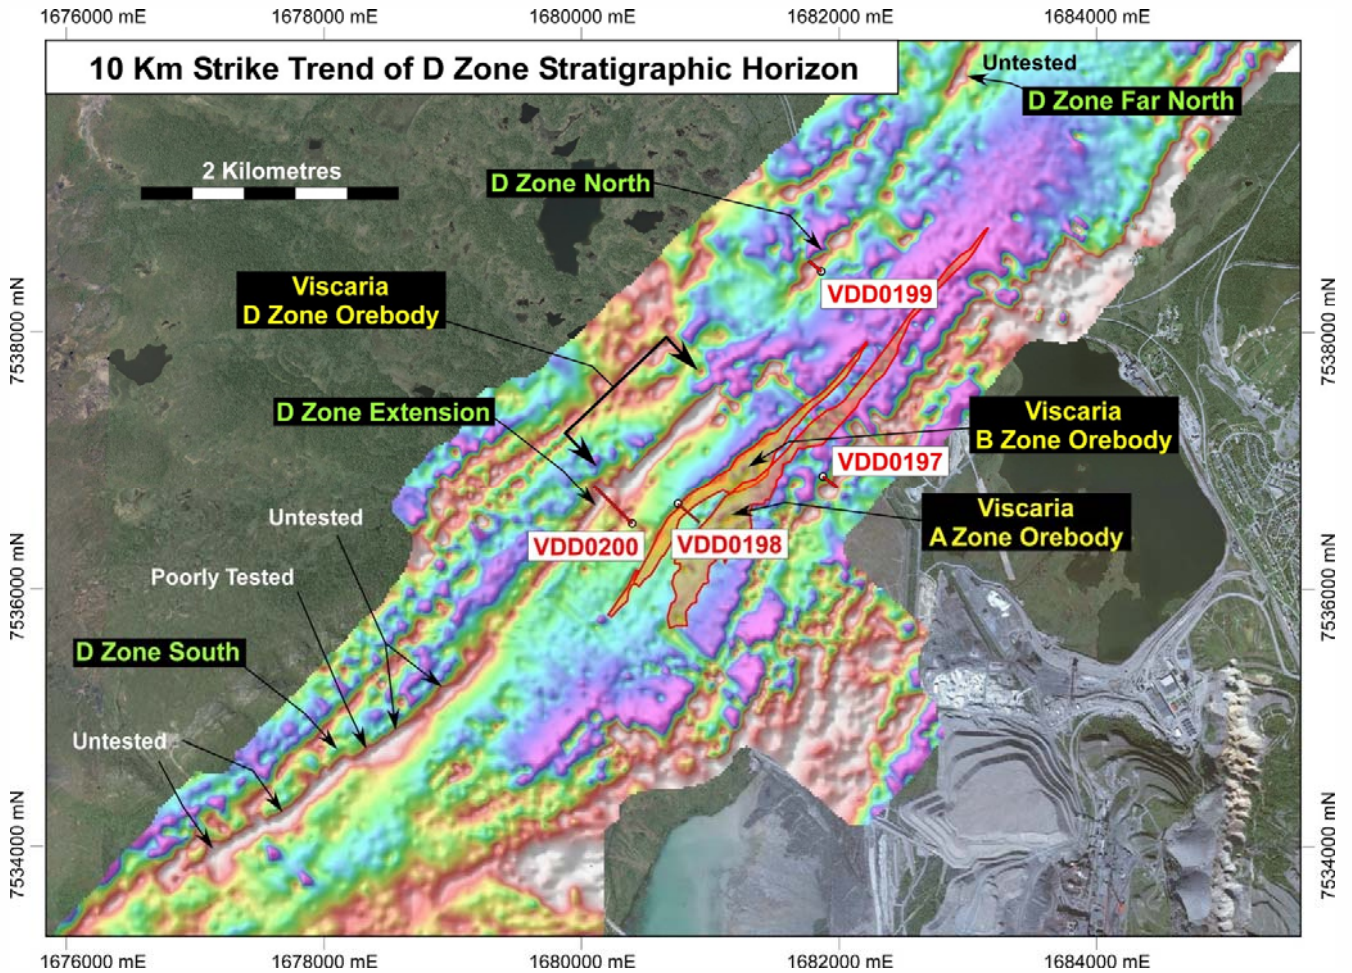 1676000 mE
1678000 mE
1680000 mE
1682000 mE
1684000 mE
10 Km Strike Trend of D Zone Stratigraphic Horizon
Untested
D Zone Far North
2 Kilometres
D Zone North
Viscaria
D Zone Orebody
VDD0199
7538000 mN
7538000 mN
D Zone Extension
Viscaria
B Zone Orebody
VDD0197
Viscaria
A Zone Orebody
Untested
VDD0200
VDD0198
Poorly Tested
7536000 mN
7536000 mN
D Zone South
Untested
7534000 mN
7534000 mN
1676000 mE
1678000 mE
1680000 mE
1682000 mE
1684000 mE